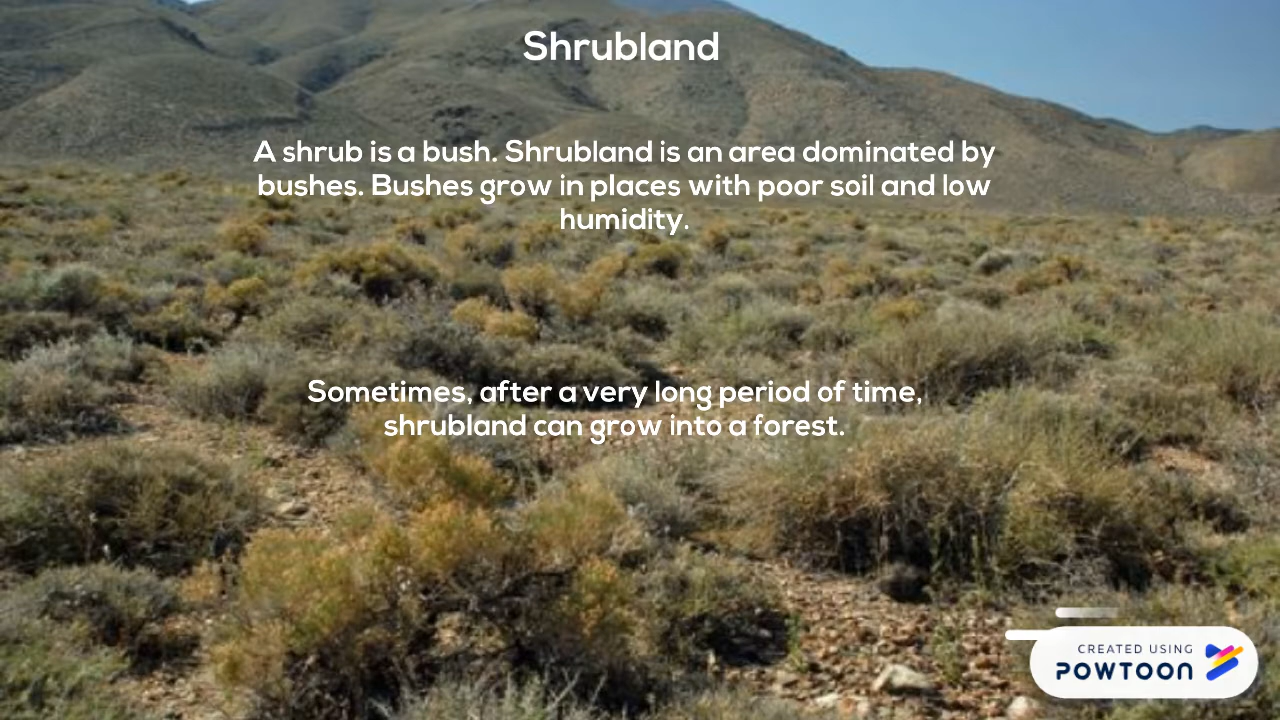 Shrubland
A shrub is a bush. Shrubland is an area dominated by
bushes. Bushes grow in places with poor soil and low
humidity.
Sometimes, after a very long period of time,
shrubland can grow into a forest.
CREATED USING
POWTOON